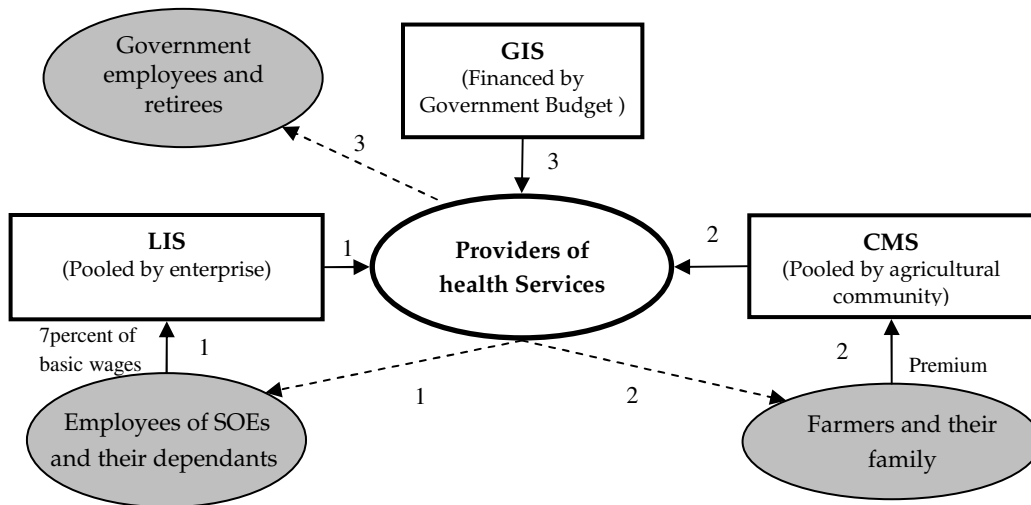 Government
employees and
retirees
GIS
(Financed by
Government Budget )
3
3
LIS
(Pooled by enterprise)
1
Providers of
health Services
2
CMS
(Pooled by agricultural
community)
7percent of
basic wages
1
1
2
2
Premium
Employees of SOEs
and their dependants
Farmers and their
family